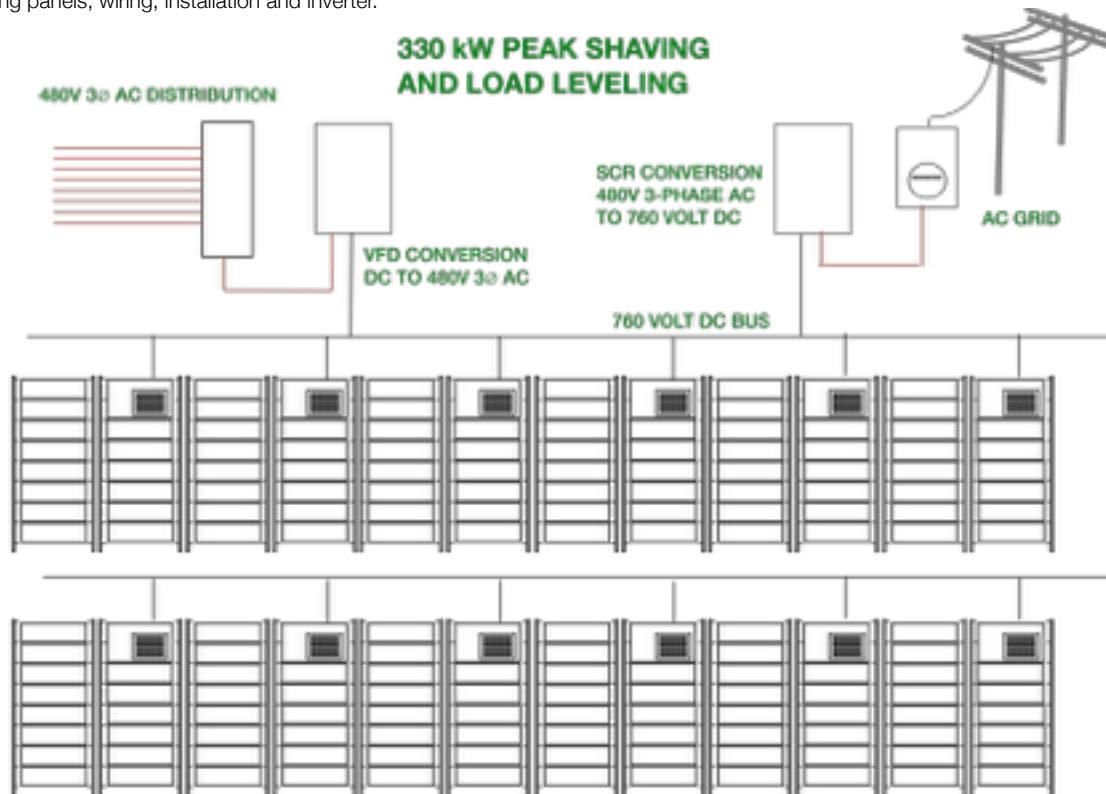 ng panels, wiring, installation and inverter.
330 kW PEAK SHAVING
AND LOAD LEVELING
480V 3ø AC DISTRIBUTION
SCR CONVERSION
480V 3-PHASE AC
TO 760 VOLT DC
AC GRID
VFD CONVERSION
DC TO 480V 3ø AC
760 VOLT DC BUS